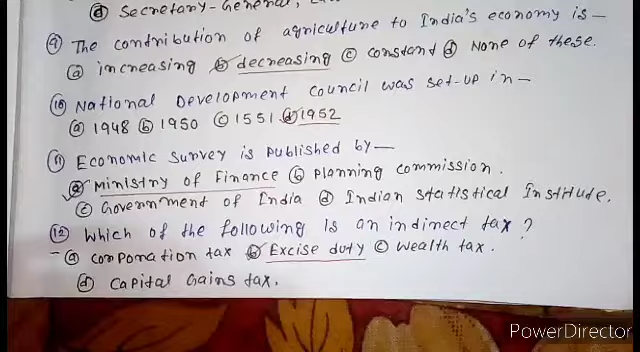 ⓓ Secretary-General,
⑨ The contribution of agriculture to India's economy is—
ⓐ increasing ⓑ decreasing ⓒ constand ⓓ None of these.
⑩ National Development Council was set-up in—
ⓐ 1948 ⓑ 1950 ⓒ 1551 ⓓ 1952
⑪ Economic Survey is published by—
ⓐ Ministry of Finance ⓑ Planning commission.
ⓒ Government of India ⓓ Indian Statistical Institude.
⑫ Which of the following is an indirect tax?
ⓐ corporation tax ⓑ Excise duty ⓒ Wealth tax.
ⓓ Capital Gains tax.
PowerDirector